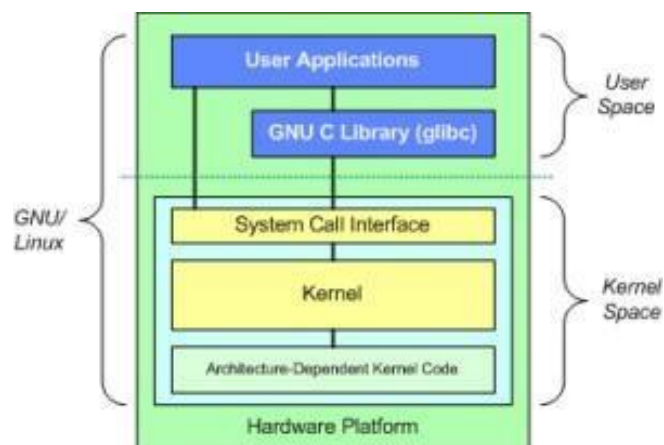 User Applications
User
Space
GNU C Library (glibc)
GNU/
Linux
System Call Interface
Kernel
Kernel
Space
Architecture-Dependent Kernel Code
Hardware Platform